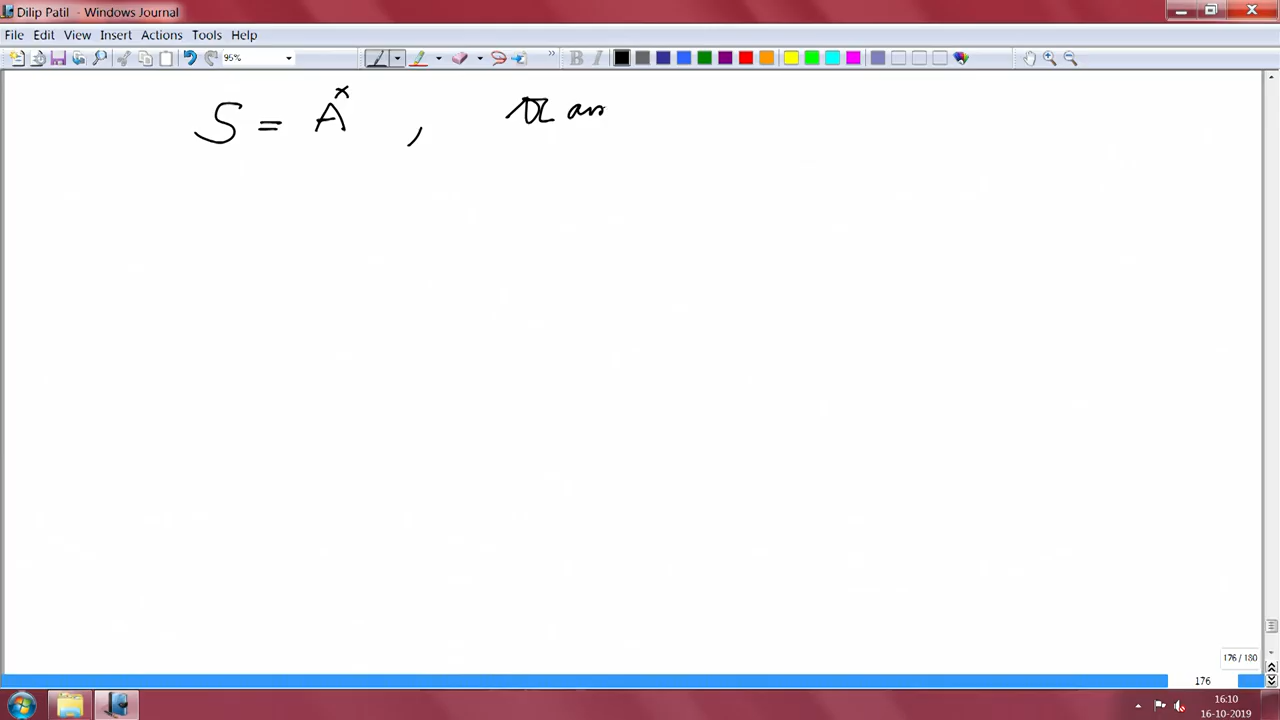 Dilip Patil - Windows Journal
File Edit View Insert Actions Tools Help
95%
B I
S = A^× ,
176 / 180
176
16:10
16-10-2019